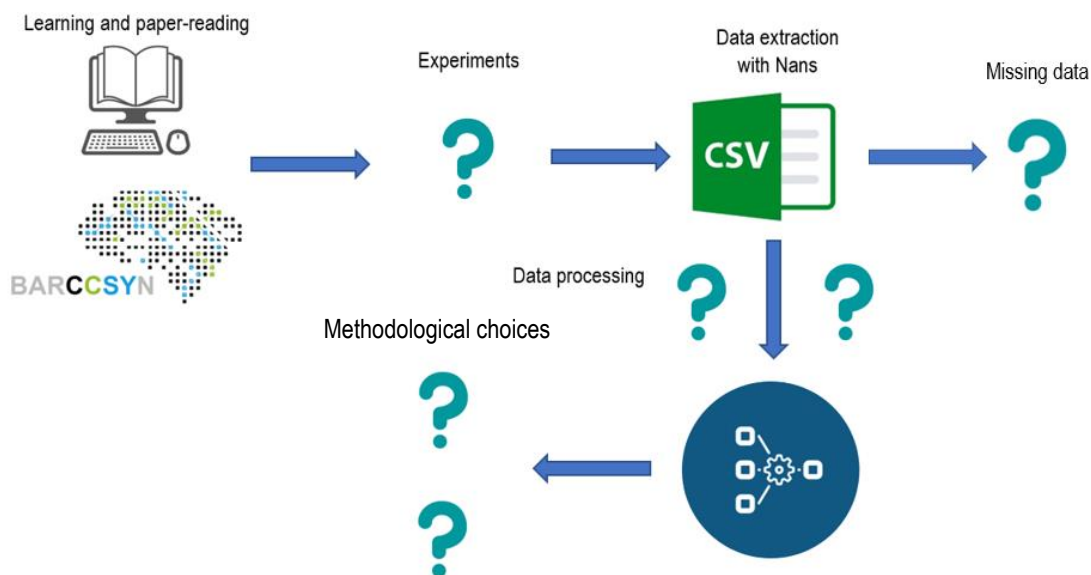 Learning and paper-reading
Experiments
Data extraction
with Nans
Missing data
CSV
BARCCSYN
Data processing
Methodological choices
?
?
?
?
?
?